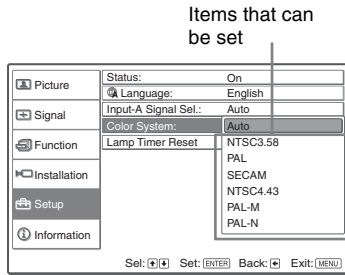 Items that can
be set
Picture
Signal
Function
Installation
Setup
Information
Status: On
Language: English
Input-A Signal Sel.: Auto
Color System: Auto
Lamp Timer Reset
NTSC3.58
PAL
SECAM
NTSC4.43
PAL-M
PAL-N
Sel: Set: ENTER Back: Exit: MENU